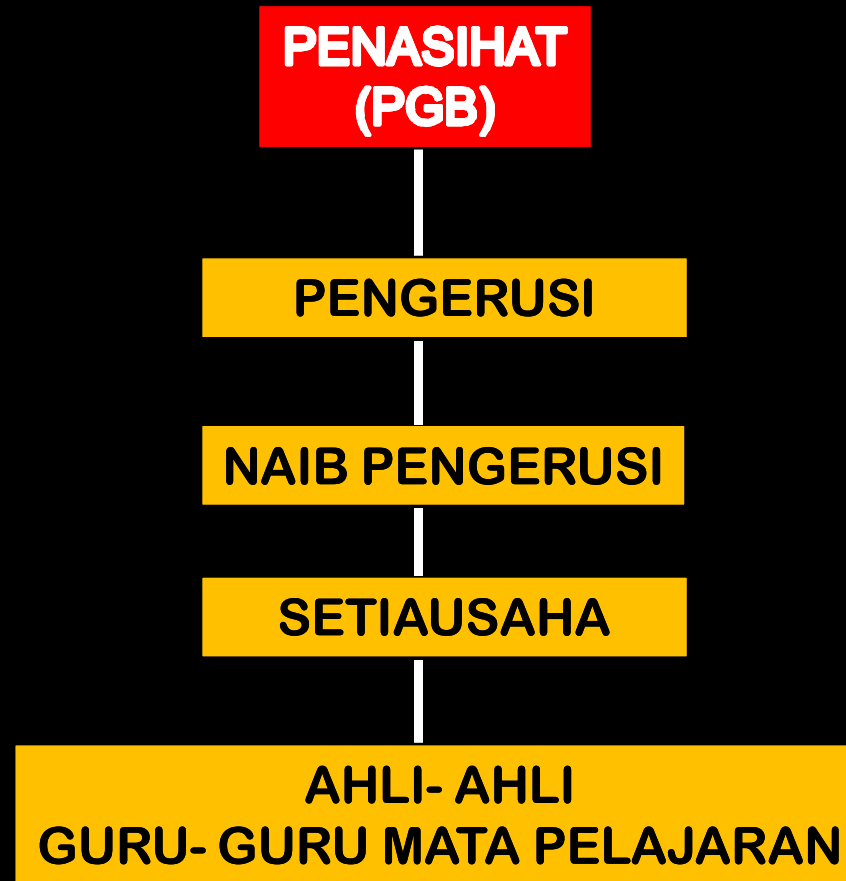 PENASIHAT
(PGB)
PENGERUSI
NAIB PENGERUSI
SETIAUSAHA
AHLI- AHLI
GURU- GURU MATA PELAJARAN